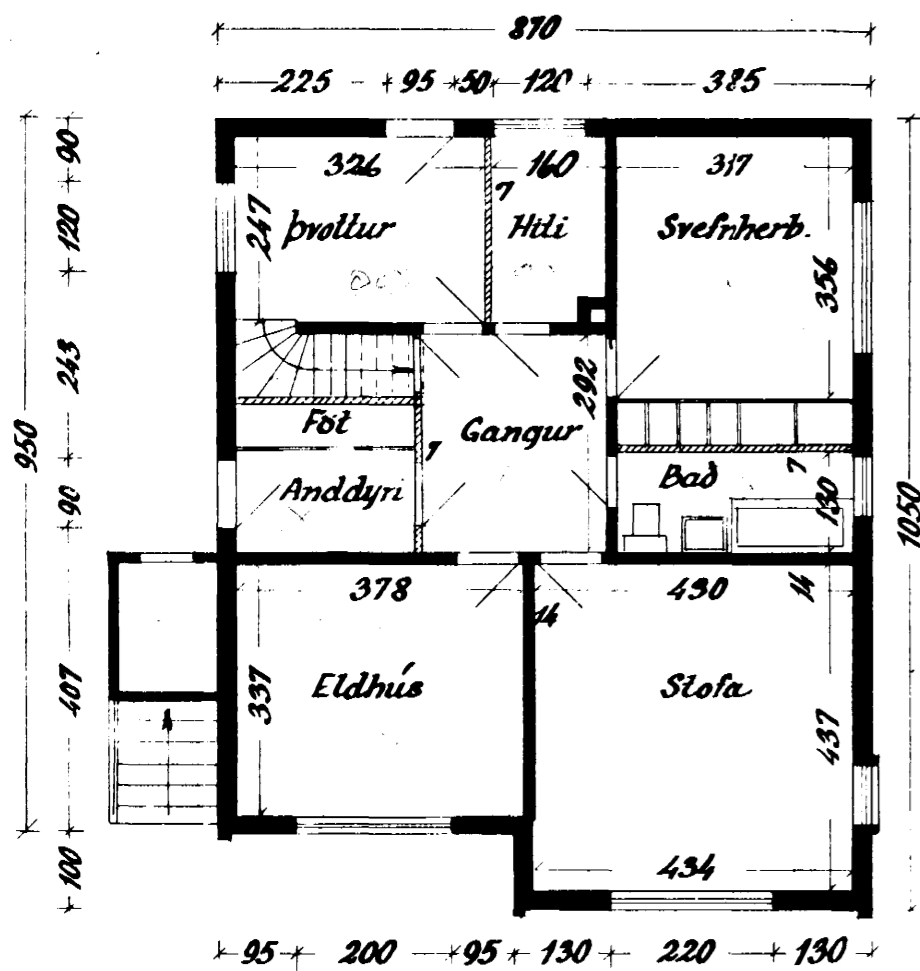 870
225 95 50 120 385
90
120
243
90
407
100
950
1050
326 160 317
247 Þvottur 7 Hiti Svefnherb. 356
292
Föt Gangur
7
Anddyri
Bað 7 130
378 430 14
14
337 Eldhús Stofa 437
434
95 200 95 130 220 130